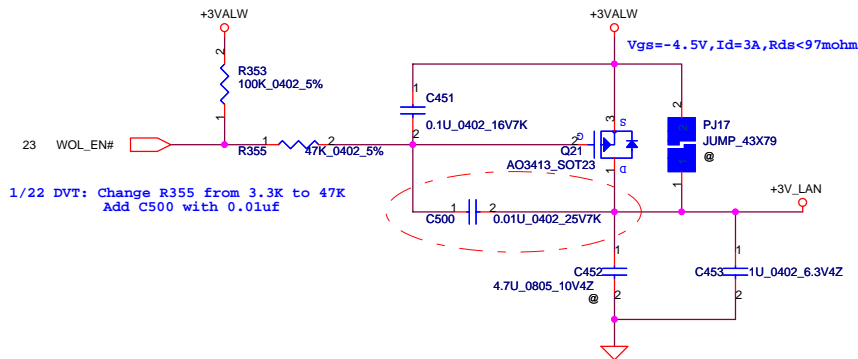 +3VALW
+3VALW
Vgs=-4.5V,Id=3A,Rds<97mohm
2
R353
100K_0402_5%
1
1
C451
0.1U_0402_16V7K
2
3
S
G
2
Q21
AO3413_SOT23
D
1
2
PJ17
JUMP_43X79
@
2
1
1
23 WOL_EN#
1
R355
2
47K_0402_5%
1/22 DVT: Change R355 from 3.3K to 47K
Add C500 with 0.01uf
+3V_LAN
1
C500
2
0.01U_0402_25V7K
1
C452
4.7U_0805_10V4Z
2
@
1
C453
1U_0402_6.3V4Z
2